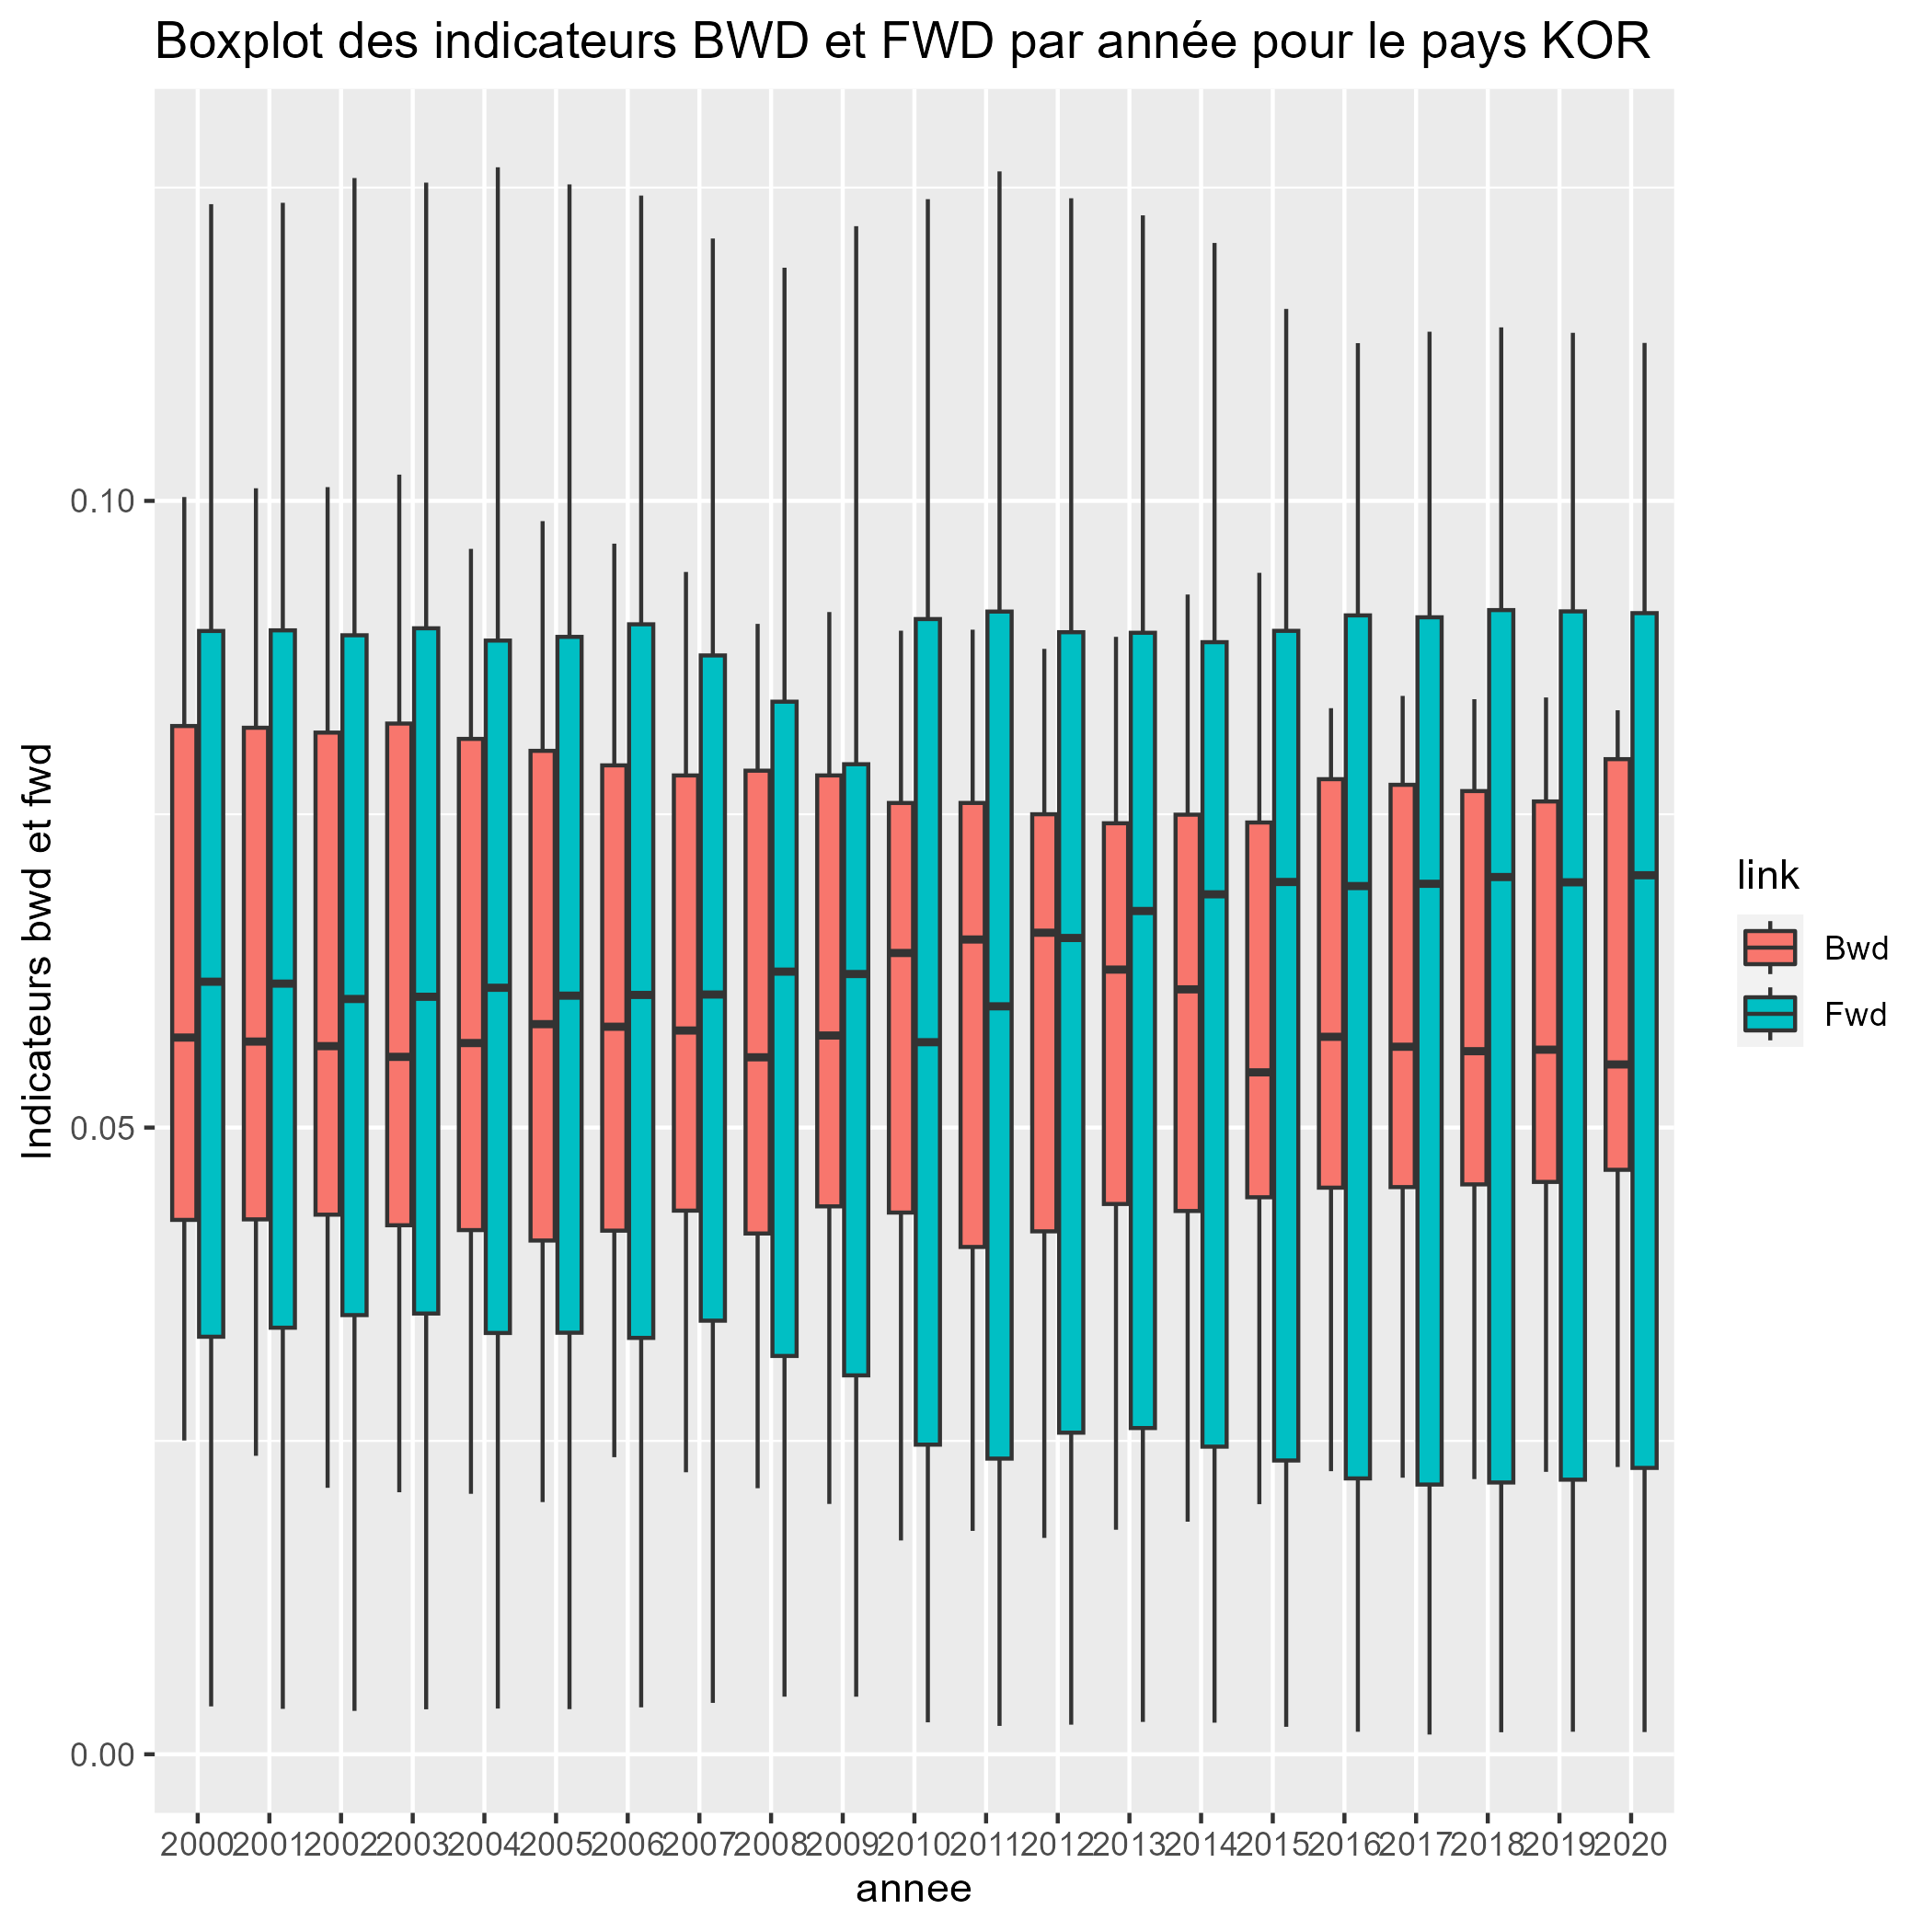 Boxplot des indicateurs BWD et FWD par année pour le pays KOR
Indicateurs bwd et fwd
0.10
0.05
0.00
2000 2001 2002 2003 2004 2005 2006 2007 2008 2009 2010 2011 2012 2013 2014 2015 2016 2017 2018 2019 2020
annee
link
Bwd
Fwd